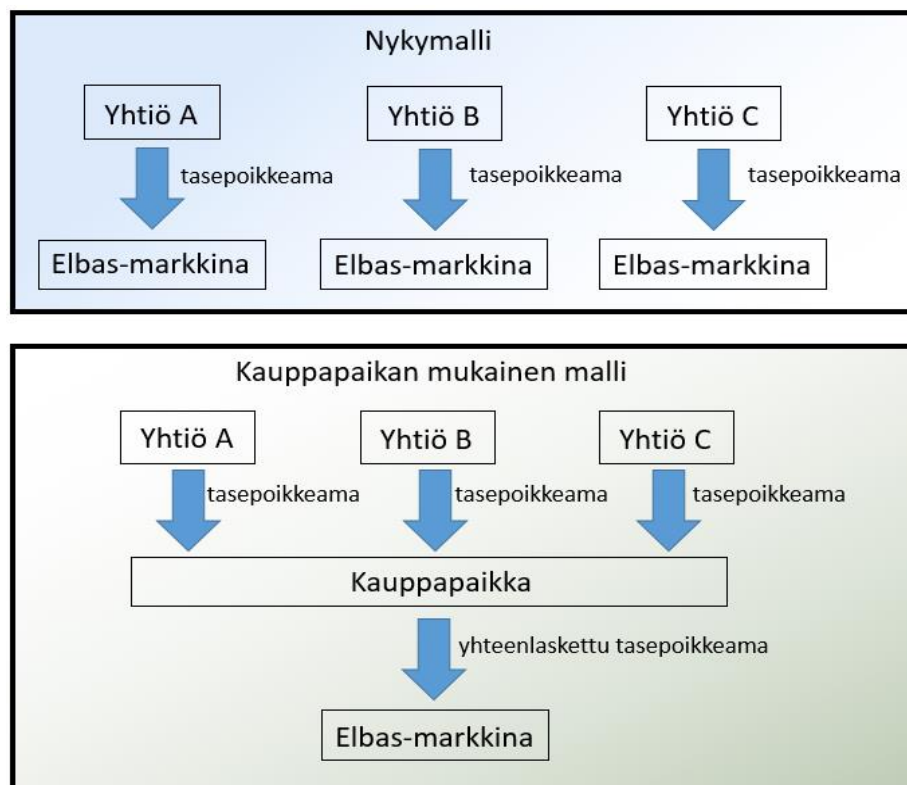 Nykymalli
Yhtiö A
Yhtiö B
Yhtiö C
tasepoikkeama
tasepoikkeama
tasepoikkeama
Elbas-markkina
Elbas-markkina
Elbas-markkina
Kauppapaikan mukainen malli
Yhtiö A
Yhtiö B
Yhtiö C
tasepoikkeama
tasepoikkeama
tasepoikkeama
Kauppapaikka
yhteenlaskettu tasepoikkeama
Elbas-markkina